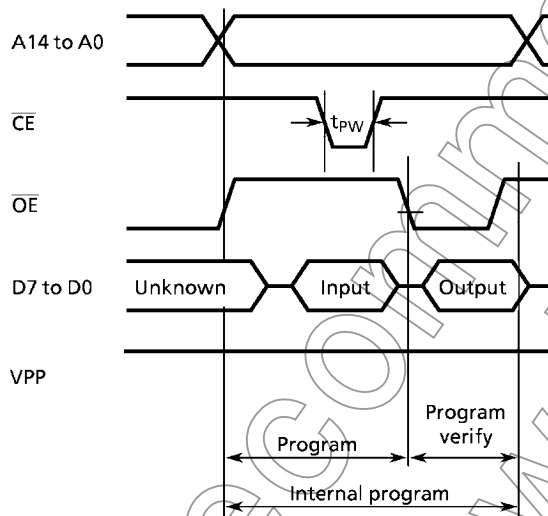 A14 to A0
CE
tPW
OE
D7 to D0
Unknown
Input
Output
VPP
Program
verify
Program
Internal program